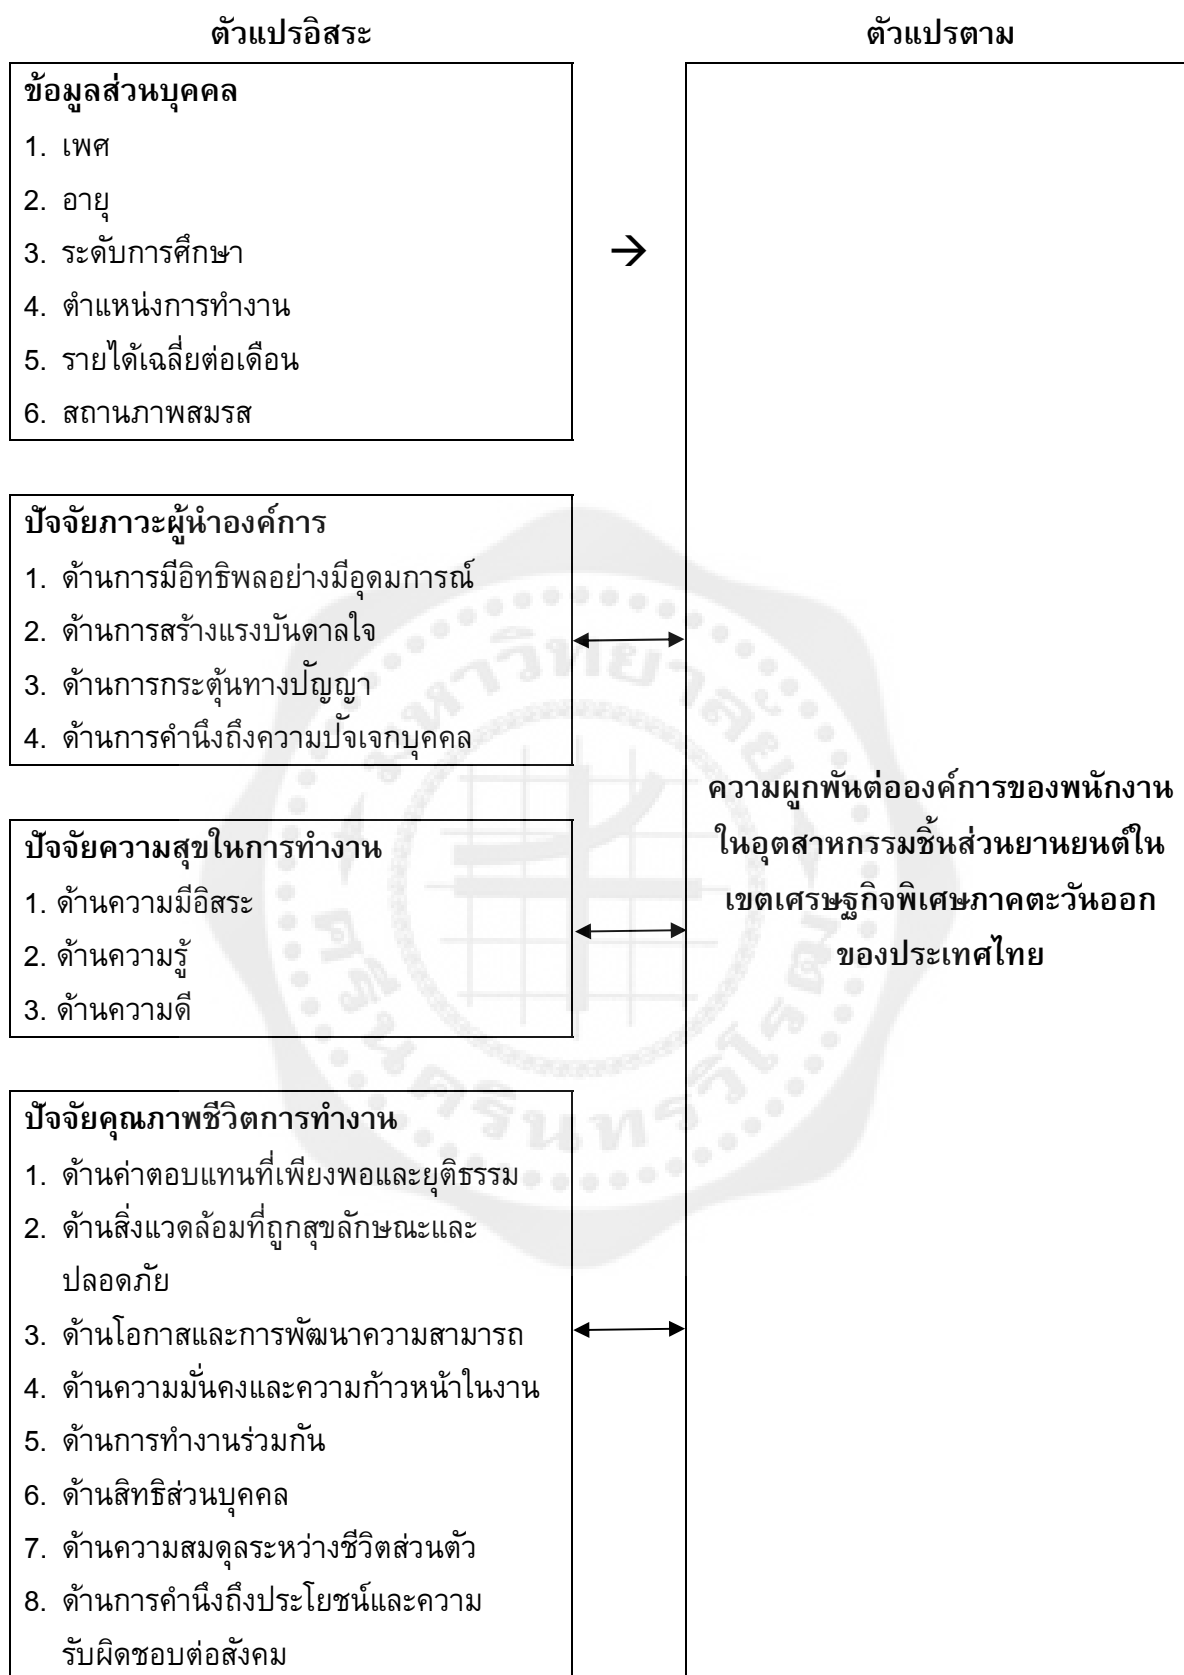 ตัวแปรอิสระ
ตัวแปรตาม
ข้อมูลส่วนบุคคล
1. เพศ
2. อายุ
3. ระดับการศึกษา
4. ตำแหน่งการทำงาน
5. รายได้เฉลี่ยต่อเดือน
6. สถานภาพสมรส
→
ปัจจัยภาวะผู้นำองค์การ
1. ด้านการมีอิทธิพลอย่างมีอุดมการณ์
2. ด้านการสร้างแรงบันดาลใจ
3. ด้านการกระตุ้นทางปัญญา
4. ด้านการคำนึงถึงความปัจเจกบุคคล
ปัจจัยความสุขในการทำงาน
1. ด้านความมีอิสระ
2. ด้านความรู้
3. ด้านความดี
ปัจจัยคุณภาพชีวิตการทำงาน
1. ด้านค่าตอบแทนที่เพียงพอและยุติธรรม
2. ด้านสิ่งแวดล้อมที่ถูกสุขลักษณะและ
ปลอดภัย
3. ด้านโอกาสและการพัฒนาความสามารถ
4. ด้านความมั่นคงและความก้าวหน้าในงาน
5. ด้านการทำงานร่วมกัน
6. ด้านสิทธิส่วนบุคคล
7. ด้านความสมดุลระหว่างชีวิตส่วนตัว
8. ด้านการคำนึงถึงประโยชน์และความ
รับผิดชอบต่อสังคม
ความผูกพันต่อองค์การของพนักงาน
ในอุตสาหกรรมชิ้นส่วนยานยนต์ใน
เขตเศรษฐกิจพิเศษภาคตะวันออก
ของประเทศไทย
มหาวิทยาลัย
ศรีนครินทรวิโรฒ